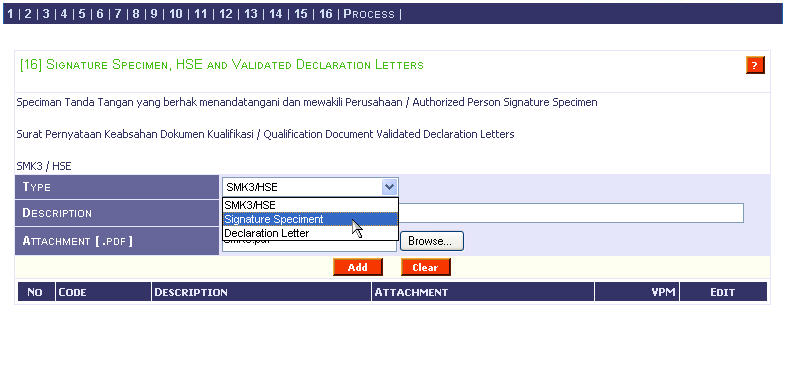 1 | 2 | 3 | 4 | 5 | 6 | 7 | 8 | 9 | 10 | 11 | 12 | 13 | 14 | 15 | 16 | Process |
[16] Signature Specimen, HSE and Validated Declaration Letters
?
Speciman Tanda Tangan yang berhak menandatangani dan mewakili Perusahaan / Authorized Person Signature Specimen
Surat Pernyataan Keabsahan Dokumen Kualifikasi / Qualification Document Validated Declaration Letters
SMK3 / HSE
Type SMK3/HSE
SMK3/HSE
Description Signature Speciment
Declaration Letter
Attachment [ .pdf ] Browse...
Add Clear
No Code Description Attachment VPM Edit